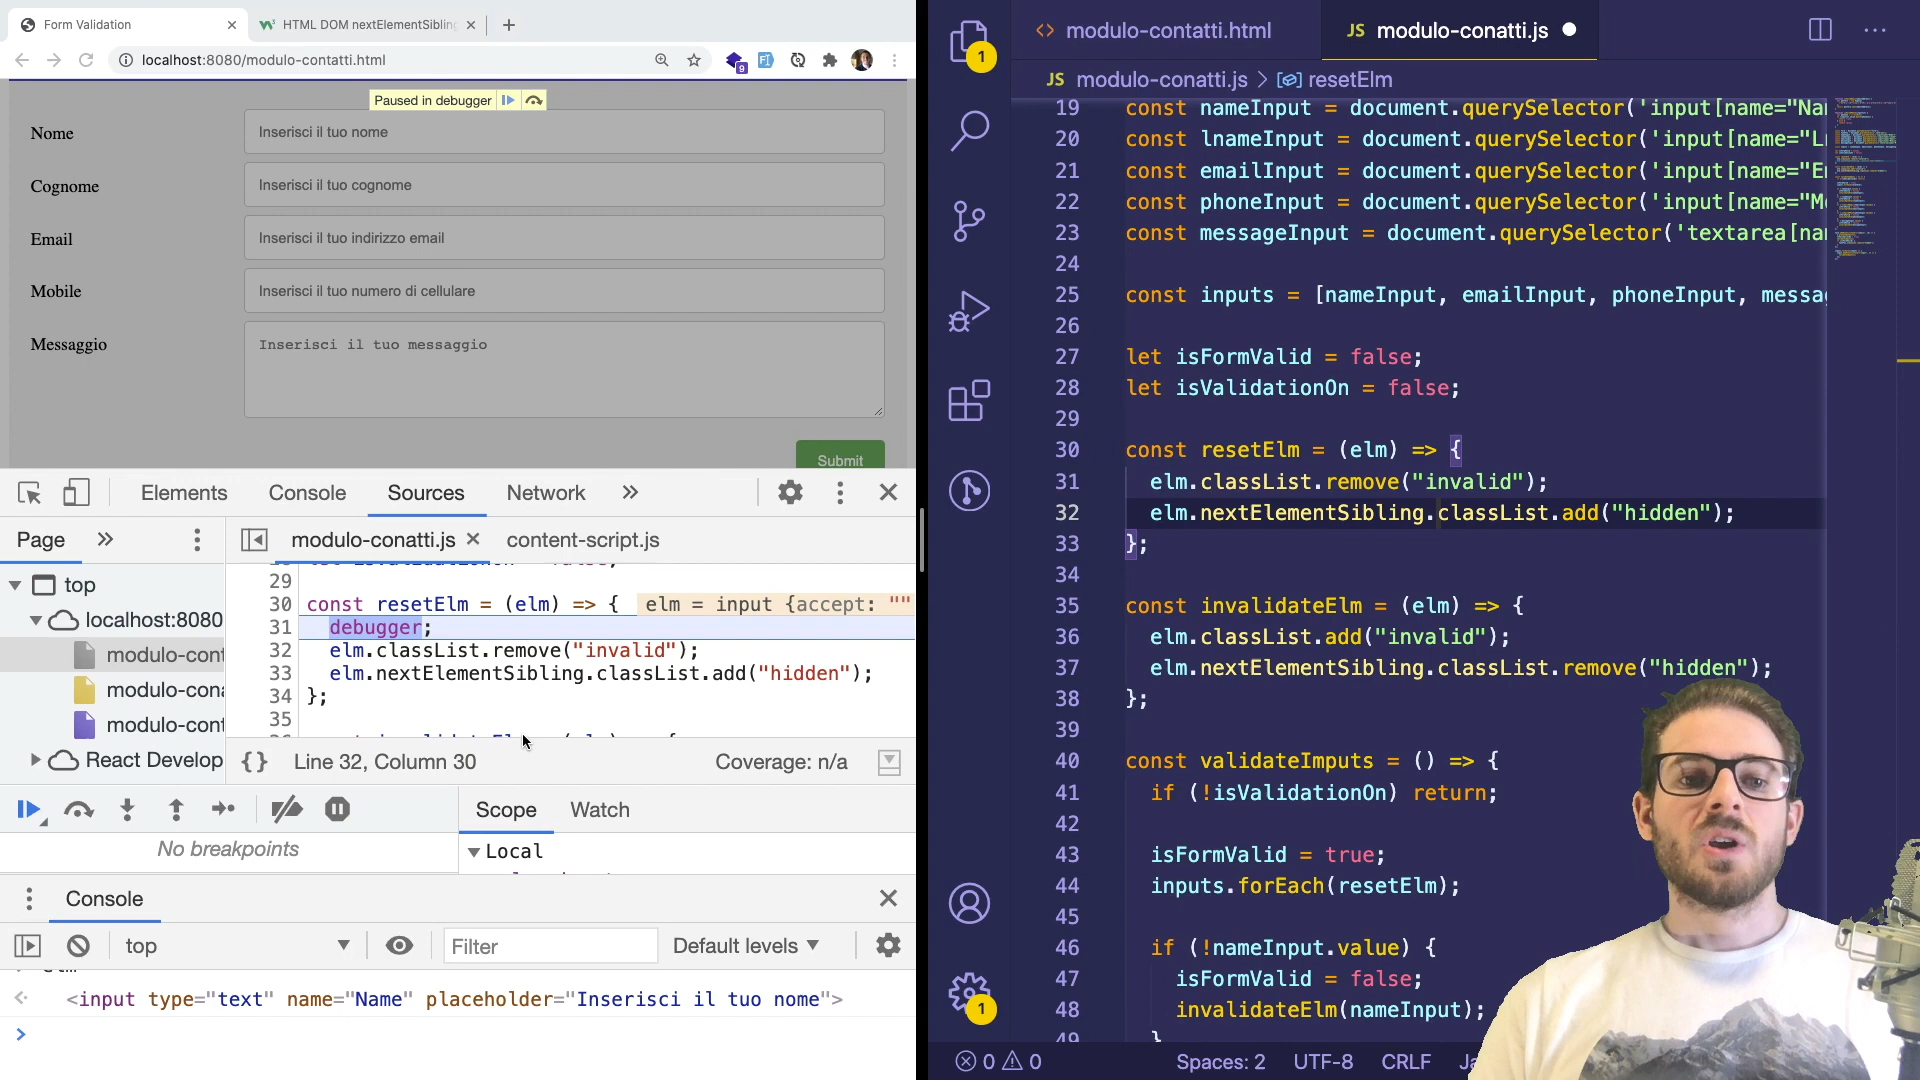 Form Validation
HTML DOM nextElementSibling
localhost:8080/modulo-contatti.html
9
Paused in debugger
Nome
Inserisci il tuo nome
Cognome
Inserisci il tuo cognome
Email
Inserisci il tuo indirizzo email
Mobile
Inserisci il tuo numero di cellulare
Messaggio
Inserisci il tuo messaggio
Submit
Elements Console Sources Network
Page
modulo-conatti.js content-script.js
top
localhost:8080
modulo-cont
modulo-cona
modulo-cont
React Develop
29
30 const resetElm = (elm) => { elm = input {accept: ""
31 debugger;
32 elm.classList.remove("invalid");
33 elm.nextElementSibling.classList.add("hidden");
34 };
35
{} Line 32, Column 30 Coverage: n/a
Scope Watch
No breakpoints
Local
Console
top Filter Default levels
<input type="text" name="Name" placeholder="Inserisci il tuo nome">
>
1
modulo-contatti.html JS modulo-conatti.js
JS modulo-conatti.js > resetElm
19 const nameInput = document.querySelector('input[name="Na
20 const lnameInput = document.querySelector('input[name="L
21 const emailInput = document.querySelector('input[name="E
22 const phoneInput = document.querySelector('input[name="M
23 const messageInput = document.querySelector('textarea[na
24
25 const inputs = [nameInput, emailInput, phoneInput, messa
26
27 let isFormValid = false;
28 let isValidationOn = false;
29
30 const resetElm = (elm) => {
31 elm.classList.remove("invalid");
32 elm.nextElementSibling.classList.add("hidden");
33 };
34
35 const invalidateElm = (elm) => {
36 elm.classList.add("invalid");
37 elm.nextElementSibling.classList.remove("hidden");
38 };
39
40 const validateImputs = () => {
41 if (!isValidationOn) return;
42
43 isFormValid = true;
44 inputs.forEach(resetElm);
45
46 if (!nameInput.value) {
47 isFormValid = false;
48 invalidateElm(nameInput);
49 }
1
0 0 Spaces: 2 UTF-8 CRLF